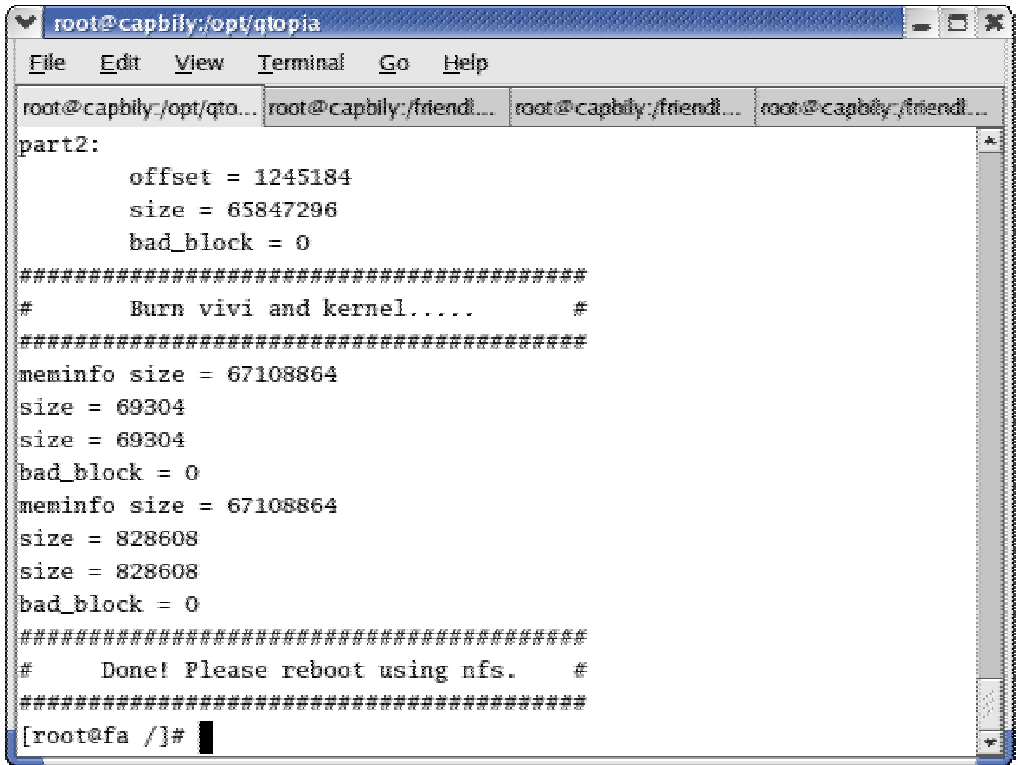 root@capbily:/opt/qtopia
File Edit View Terminal Go Help
root@capbily:/opt/qto... root@capbily:/friendl... root@capbily:/friendl... root@capbily:/friendl...
part2:
offset = 1245184
size = 65847296
bad_block = 0
#########################################
# Burn vivi and kernel..... #
#########################################
meminfo size = 67108864
size = 69304
size = 69304
bad_block = 0
meminfo size = 67108864
size = 828608
size = 828608
bad_block = 0
#########################################
# Done! Please reboot using nfs. #
#########################################
[root@fa /]#